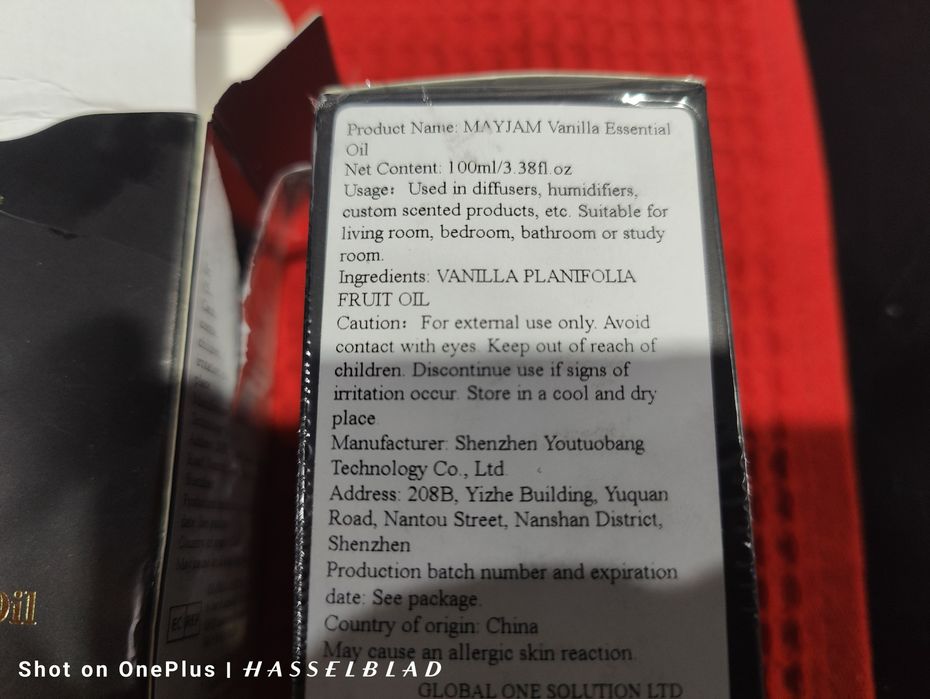 Product Name: MAYJAM Vanilla Essential
Oil
Net Content: 100ml/3.38fl.oz
Usage: Used in diffusers, humidifiers,
custom scented products, etc. Suitable for
living room, bedroom, bathroom or study
room.
Ingredients: VANILLA PLANIFOLIA
FRUIT OIL
Caution: For external use only. Avoid
contact with eyes. Keep out of reach of
children. Discontinue use if signs of
irritation occur. Store in a cool and dry
place.
Manufacturer: Shenzhen Youtuobang
Technology Co., Ltd.
Address: 208B, Yizhe Building, Yuquan
Road, Nantou Street, Nanshan District,
Shenzhen
Production batch number and expiration
date: See package.
Country of origin: China
May cause an allergic skin reaction.
GLOBAL ONE SOLUTION LTD
Oil
EC REP
Shot on OnePlus | HASSELBLAD